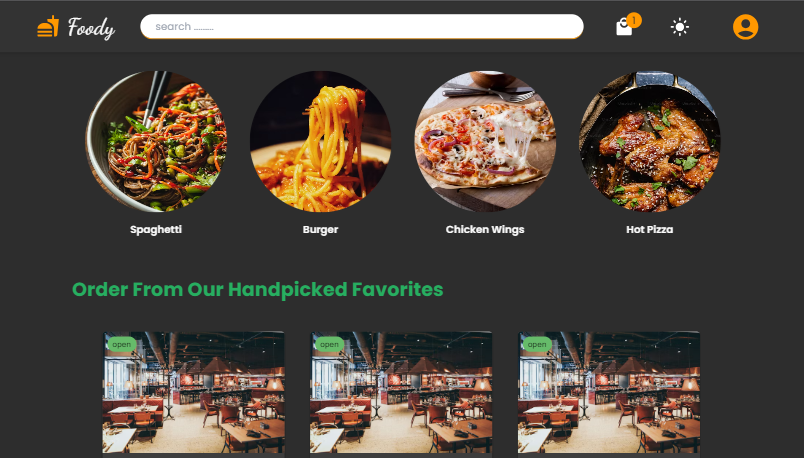 Foody
search .........
1
Spaghetti
Burger
Chicken Wings
Hot Pizza
Order From Our Handpicked Favorites
open
open
open